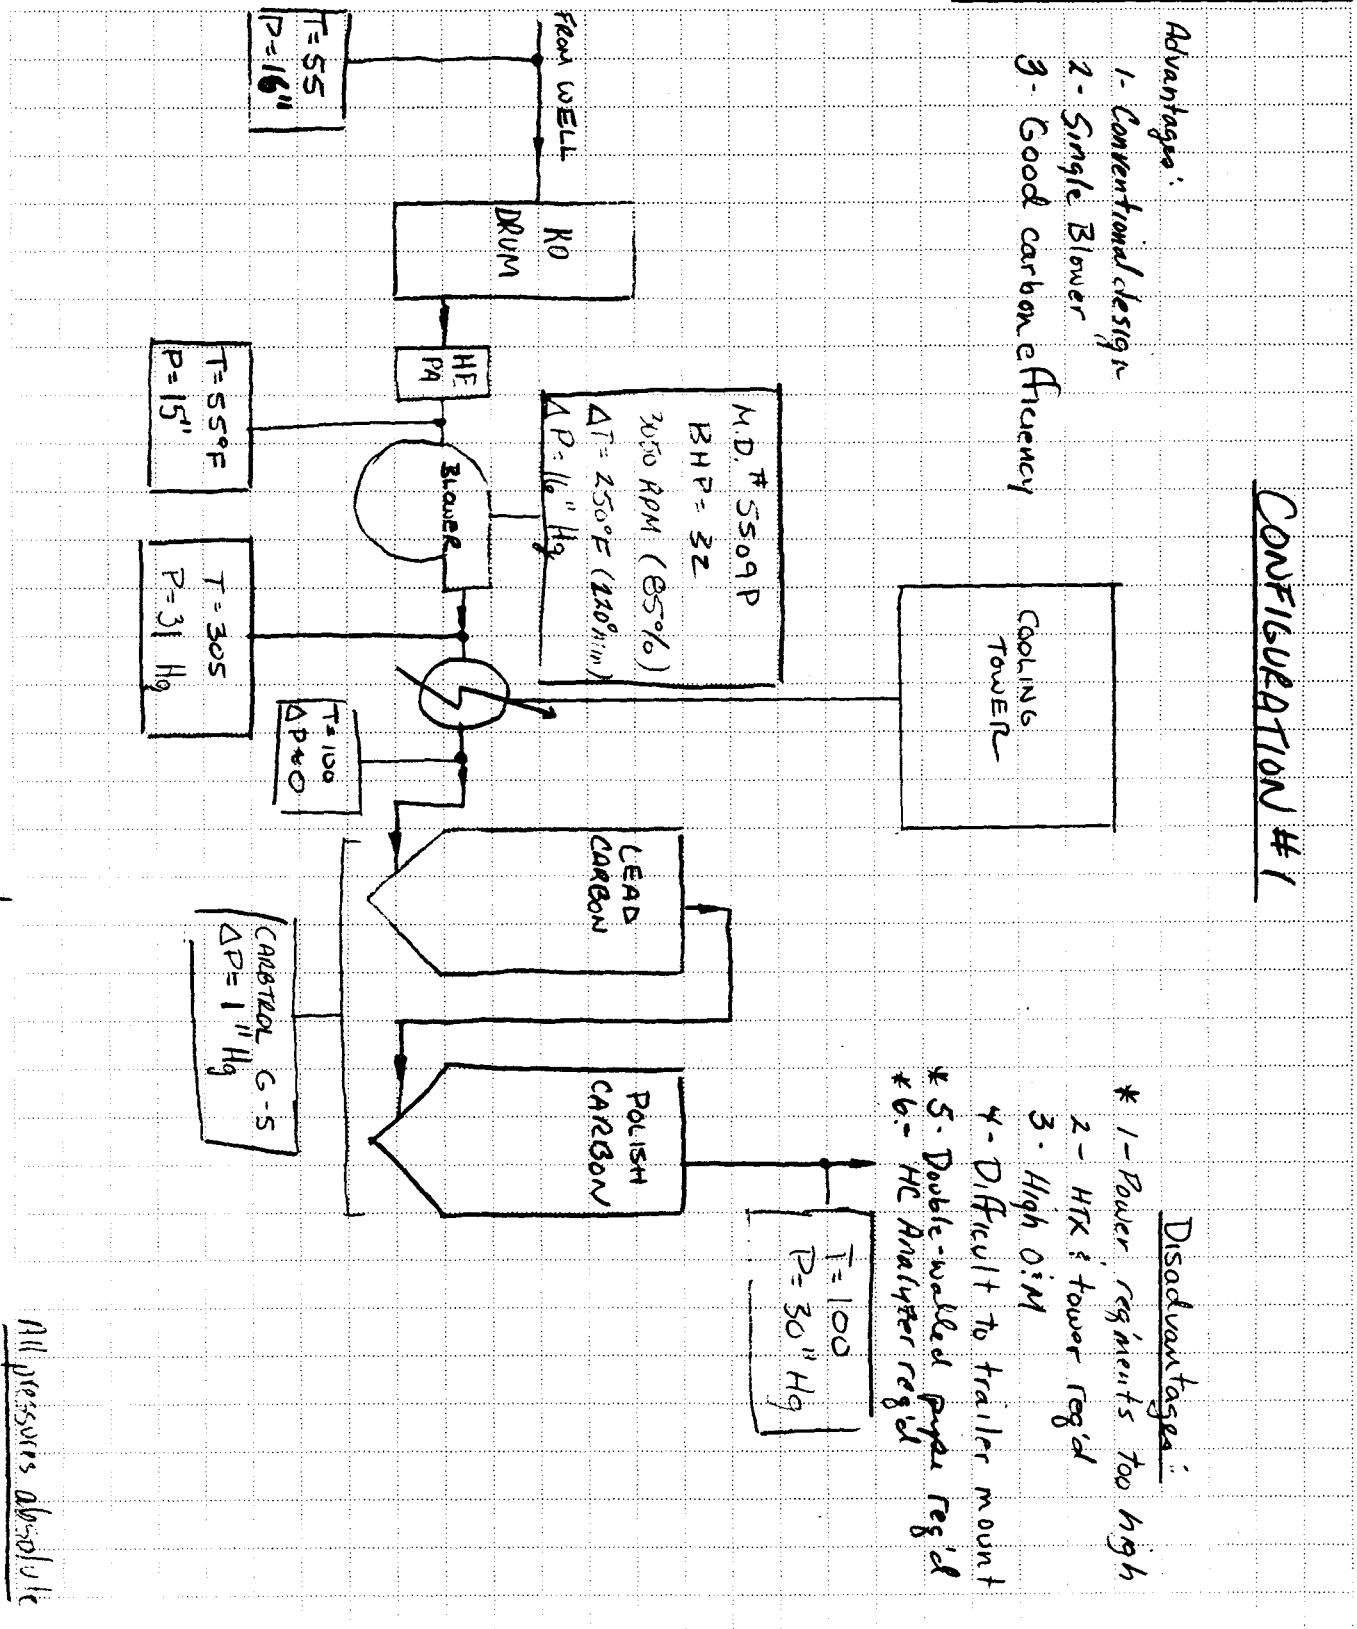 CONFIGURATION #1
Advantages:
1- Conventional design
2- Single Blower
3- Good carbon efficiency
Disadvantages:
* 1- Power reqments too high
2- HTX & tower req'd
3- High O&M
4- Difficult to trailer mount
* 5- Double-walled pipe req'd
* 6- HC Analyzer req'd
COOLING
TOWER
M.D. # 5509 P
BHP = 32
3050 RPM (85%)
ΔT = 250°F (220° lim)
ΔP = 16" Hg
FROM WELL
T= 55
P= 16"
KO
DRUM
HE
PA
BLOWER
T= 55°F
P= 15"
T= 305
P= 31 Hg
T= 100
ΔP≈0
LEAD
CARBON
POLISH
CARBON
T= 100
P= 30" Hg
CARBTROL G-5
ΔP= 1" Hg
All pressures absolute